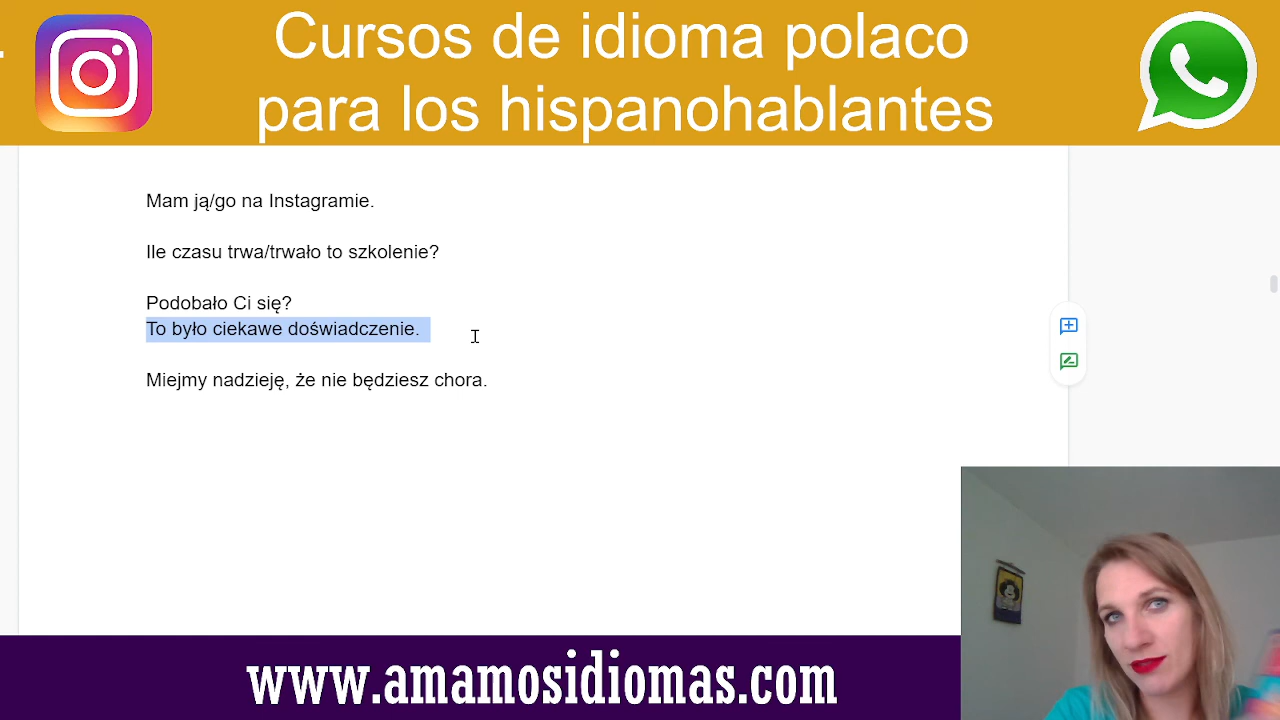 Cursos de idioma polaco
para los hispanohablantes
Mam ją/go na Instagramie.
Ile czasu trwa/trwało to szkolenie?
Podobało Ci się?
To było ciekawe doświadczenie.
Miejmy nadzieję, że nie będziesz chora.
www.amamosidiomas.com